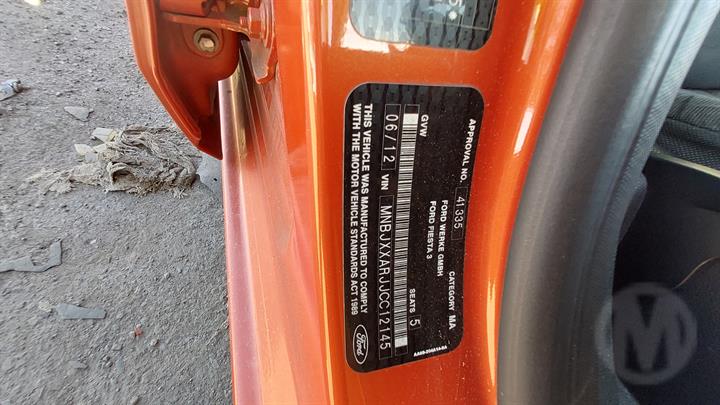 APPROVAL NO. 41335 CATEGORY MA
FORD WERKE GMBH
FORD FIESTA 3
GVW SEATS 5
06/12 VIN MNBJXXARJJCC12145
THIS VEHICLE WAS MANUFACTURED TO COMPLY
WITH THE MOTOR VEHICLE STANDARDS ACT 1989
Ford
M